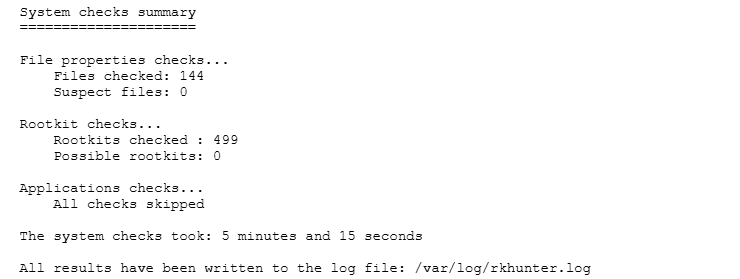 System checks summary
=====================
File properties checks...
Files checked: 144
Suspect files: 0
Rootkit checks...
Rootkits checked : 499
Possible rootkits: 0
Applications checks...
All checks skipped
The system checks took: 5 minutes and 15 seconds
All results have been written to the log file: /var/log/rkhunter.log